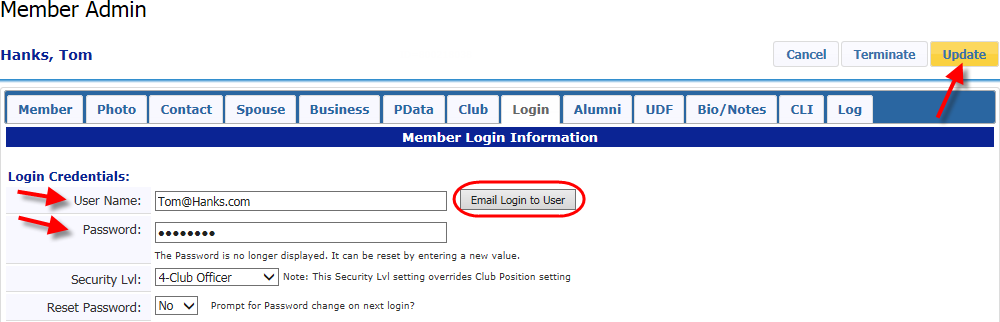 Member Admin
Hanks, Tom
Cancel Terminate Update
Member Photo Contact Spouse Business PData Club Login Alumni UDF Bio/Notes CLI Log
Member Login Information
Login Credentials:
User Name: Tom@Hanks.com Email Login to User
Password: ••••••••
The Password is no longer displayed. It can be reset by entering a new value.
Security Lvl: 4-Club Officer Note: This Security Lvl setting overrides Club Position setting
Reset Password: No Prompt for Password change on next login?